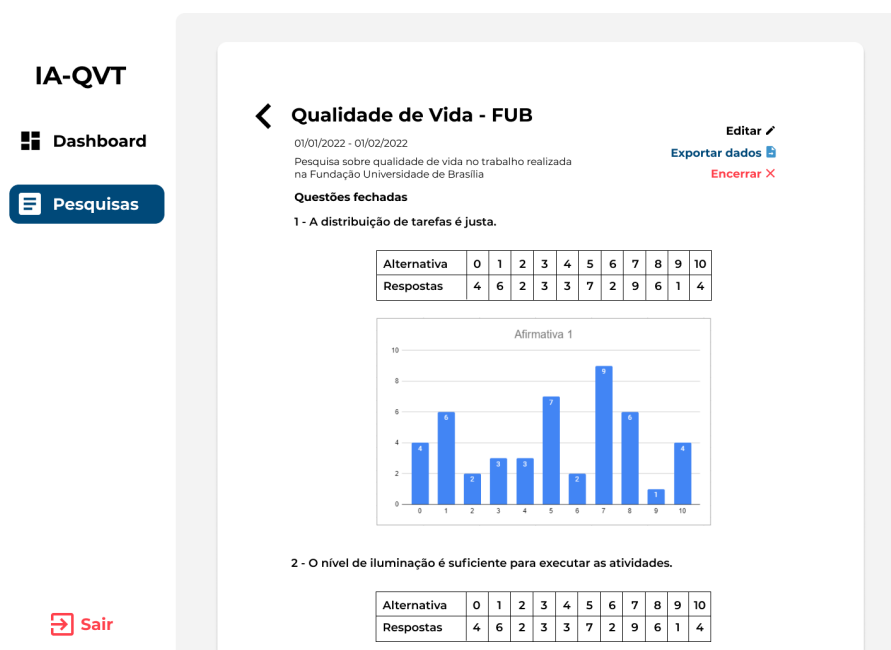 IA-QVT
Dashboard
Pesquisas
Sair
Qualidade de Vida - FUB
01/01/2022 - 01/02/2022
Pesquisa sobre qualidade de vida no trabalho realizada
na Fundação Universidade de Brasília
Editar
Exportar dados
Encerrar
Questões fechadas
1 - A distribuição de tarefas é justa.
Alternativa 0 1 2 3 4 5 6 7 8 9 10
Respostas 4 6 2 3 3 7 2 9 6 1 4
Afirmativa 1
10
8
6
4
2
0
4 6 2 3 3 7 2 9 6 1 4
0 1 2 3 4 5 6 7 8 9 10
2 - O nível de iluminação é suficiente para executar as atividades.
Alternativa 0 1 2 3 4 5 6 7 8 9 10
Respostas 4 6 2 3 3 7 2 9 6 1 4